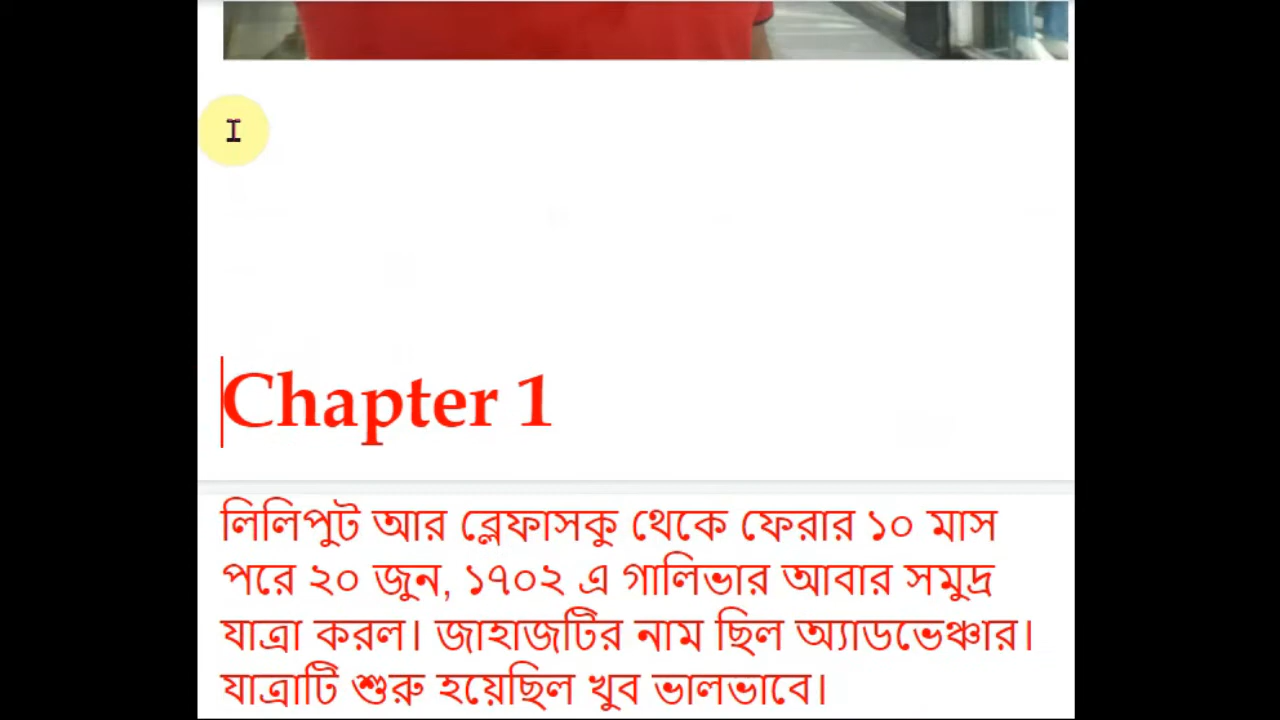 Chapter 1
লিলিপুট আর ব্লেফাসকু থেকে ফেরার ১০ মাস
পরে ২০ জুন, ১৭০২ এ গালিভার আবার সমুদ্র
যাত্রা করল। জাহাজটির নাম ছিল অ্যাডভেঞ্চার।
যাত্রাটি শুরু হয়েছিল খুব ভালভাবে।